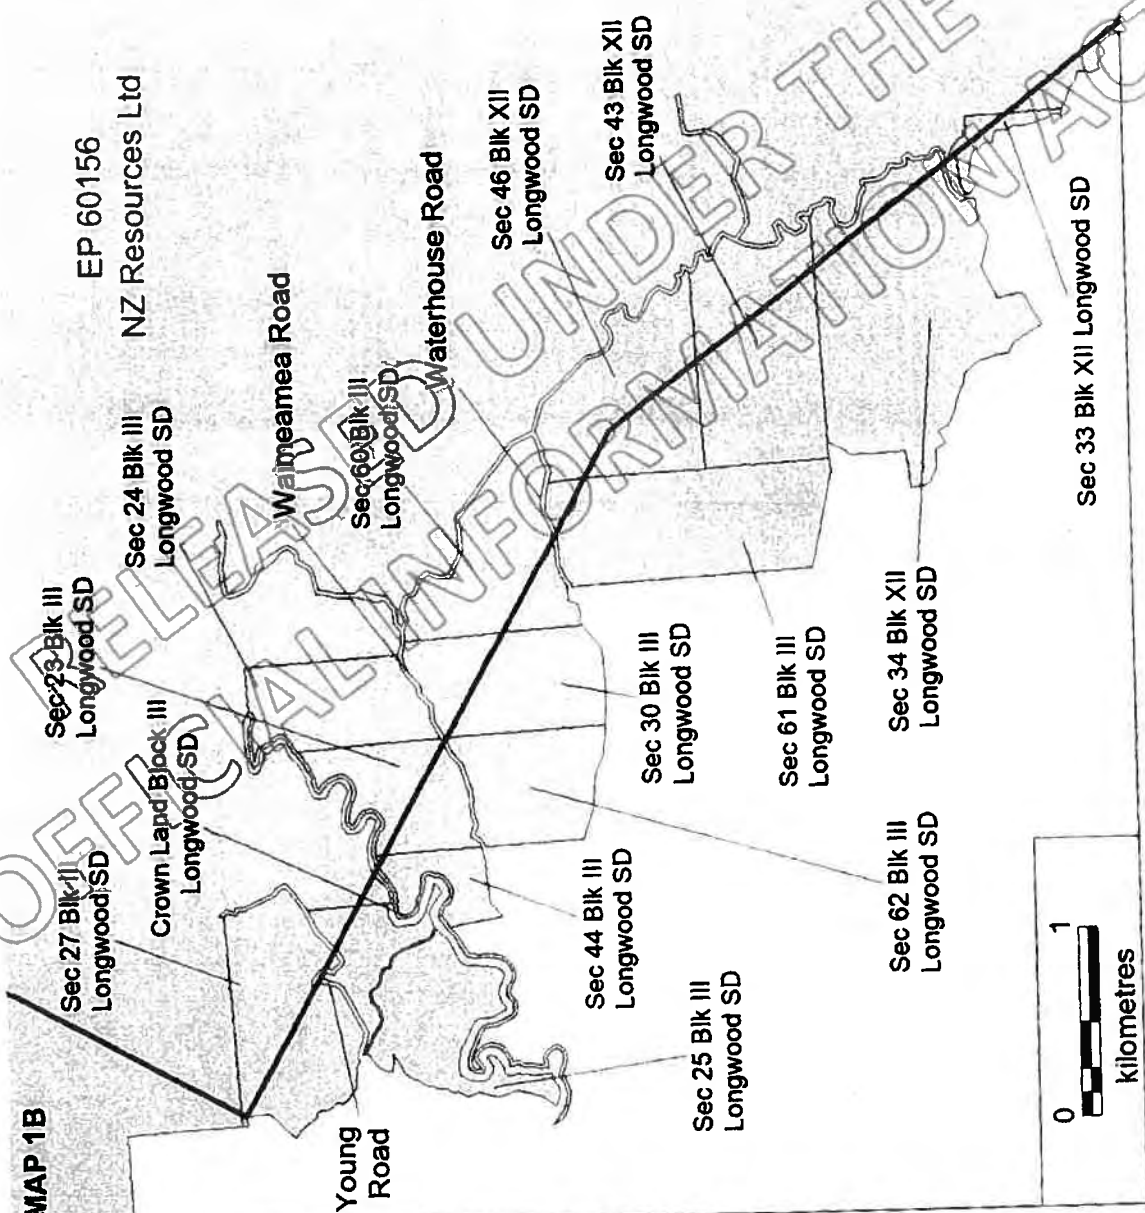 MAP 1B
EP 60156
NZ Resources Ltd
Sec 27 Blk III
Longwood SD
Crown Land Block III
Longwood SD
Sec 23 Blk III
Longwood SD
Sec 24 Blk III
Longwood SD
Waimeamea Road
Sec 60 Blk III
Longwood SD
Waterhouse Road
Sec 46 Blk XII
Longwood SD
Sec 43 Blk XII
Longwood SD
Young
Road
Sec 25 Blk III
Longwood SD
Sec 44 Blk III
Longwood SD
Sec 62 Blk III
Longwood SD
Sec 30 Blk III
Longwood SD
Sec 61 Blk III
Longwood SD
Sec 34 Blk XII
Longwood SD
Sec 33 Blk XII Longwood SD
0 1
kilometres
RELEASED UNDER THE
OFFICIAL INFORMATION AC